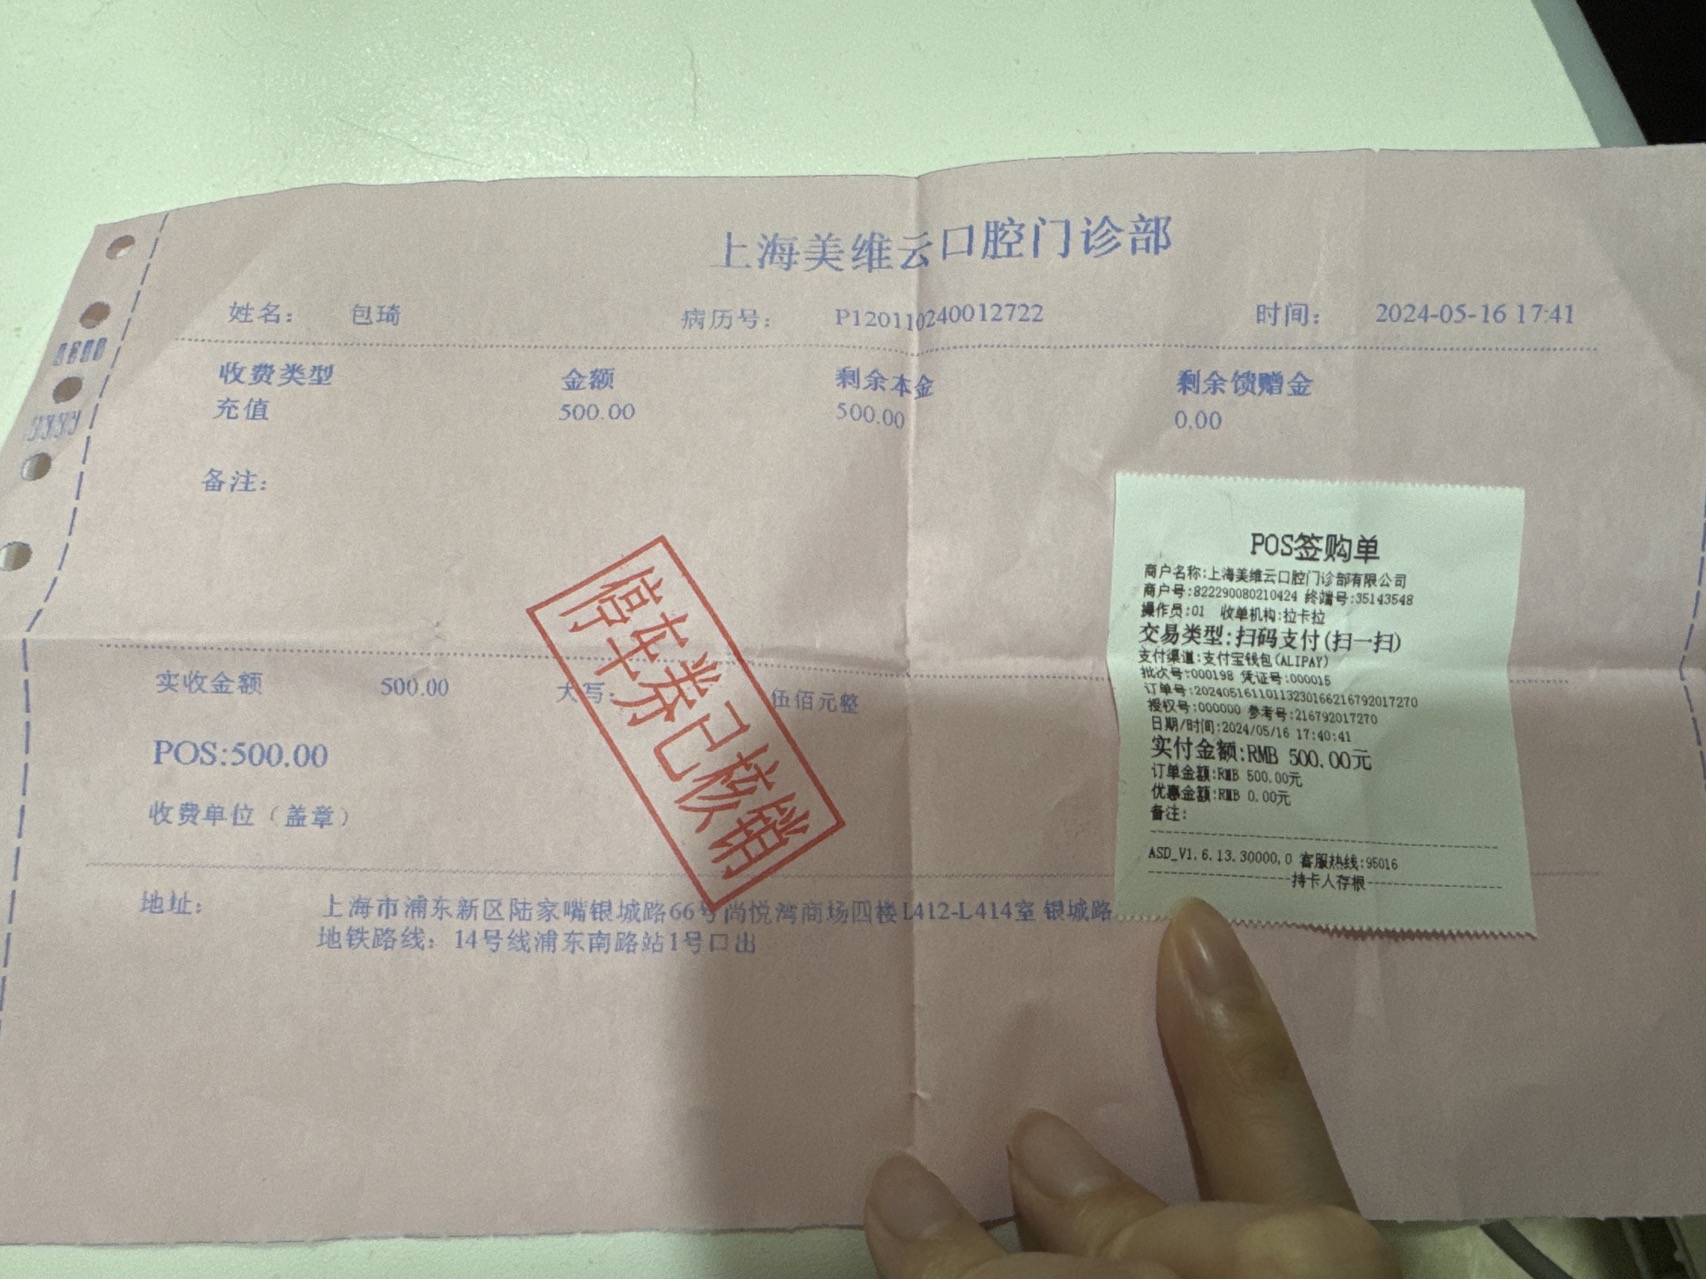 上海美维云口腔门诊部
姓名： 包琦 病历号： P120110240012722 时间： 2024-05-16 17:41
收费类型 金额 剩余本金 剩余馈赠金
充值 500.00 500.00 0.00
备注：
停车券已核销
实收金额 500.00 大写： 伍佰元整
POS:500.00
收费单位（盖章）
地址： 上海市浦东新区陆家嘴银城路66号尚悦湾商场四楼L412-L414室 银城路
地铁路线：14号线浦东南路站1号口出
POS签购单
商户名称:上海美维云口腔门诊部有限公司
商户号:822290080210424 终端号:35143548
操作员:01 收单机构:拉卡拉
交易类型:扫码支付(扫一扫)
支付渠道:支付宝钱包(ALIPAY)
批次号:000198 凭证号:000015
订单号:20240516110113230166216792017270
授权号:000000 参考号:216792017270
日期/时间:2024/05/16 17:40:41
实付金额:RMB 500.00元
订单金额:RMB 500.00元
优惠金额:RMB 0.00元
备注:
ASD_V1.6.13.30000,0 客服热线:95016
持卡人存根